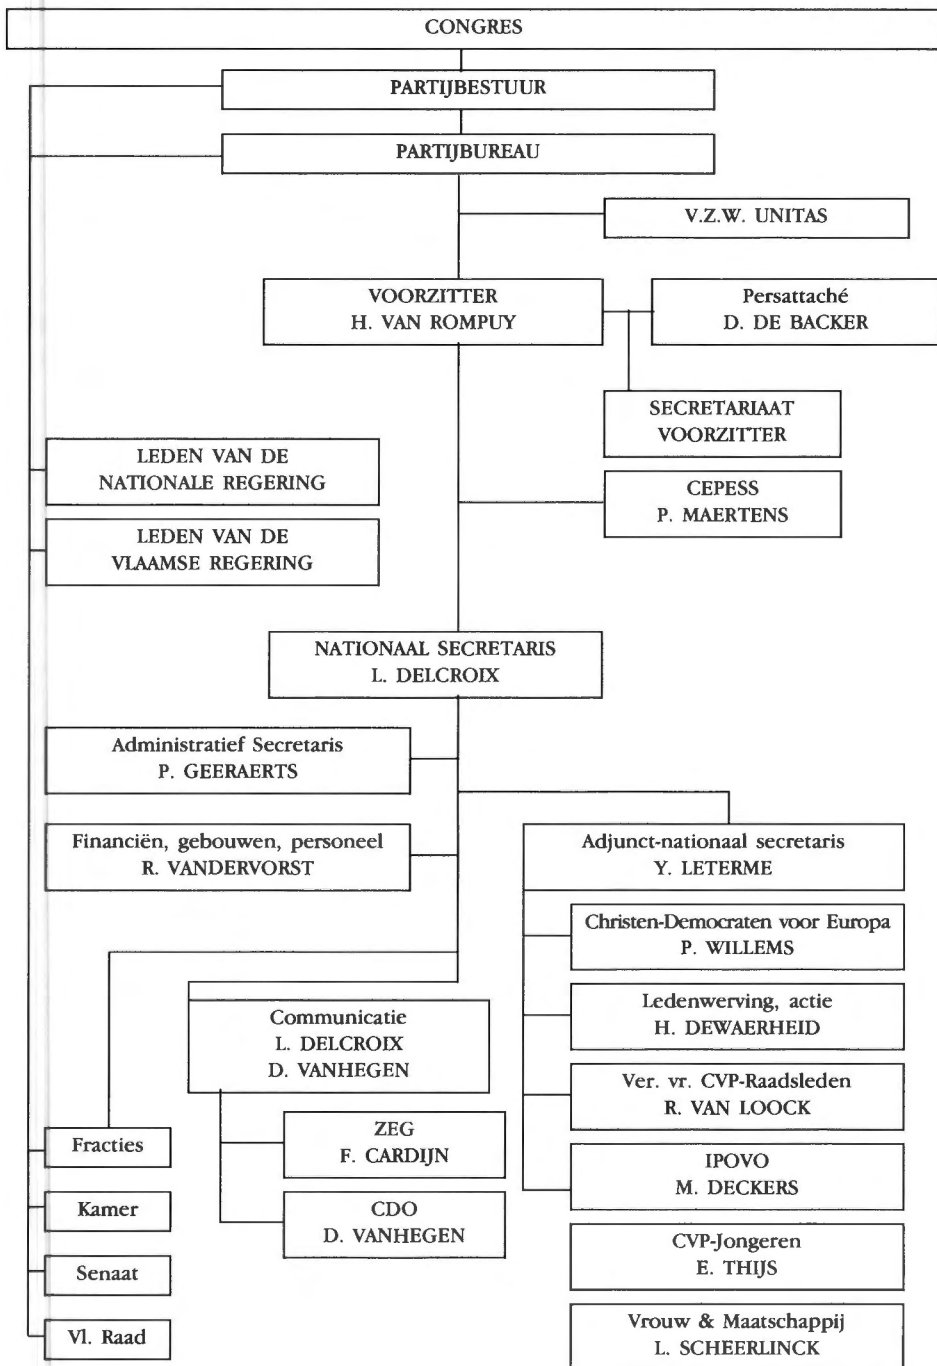 CONGRES
PARTIJBESTUUR
PARTIJBUREAU
V.Z.W. UNITAS
VOORZITTER
H. VAN ROMPUY
Persattaché
D. DE BACKER
SECRETARIAAT
VOORZITTER
LEDEN VAN DE
NATIONALE REGERING
CEPESS
P. MAERTENS
LEDEN VAN DE
VLAAMSE REGERING
NATIONAAL SECRETARIS
L. DELCROIX
Administratief Secretaris
P. GEERAERTS
Financiën, gebouwen, personeel
R. VANDERVORST
Adjunct-nationaal secretaris
Y. LETERME
Christen-Democraten voor Europa
P. WILLEMS
Ledenwerving, actie
H. DEWAERHEID
Ver. vr. CVP-Raadsleden
R. VAN LOOCK
IPOVO
M. DECKERS
CVP-Jongeren
E. THIJS
Vrouw & Maatschappij
L. SCHEERLINCK
Communicatie
L. DELCROIX
D. VANHEGEN
ZEG
F. CARDIJN
CDO
D. VANHEGEN
Fracties
Kamer
Senaat
Vl. Raad